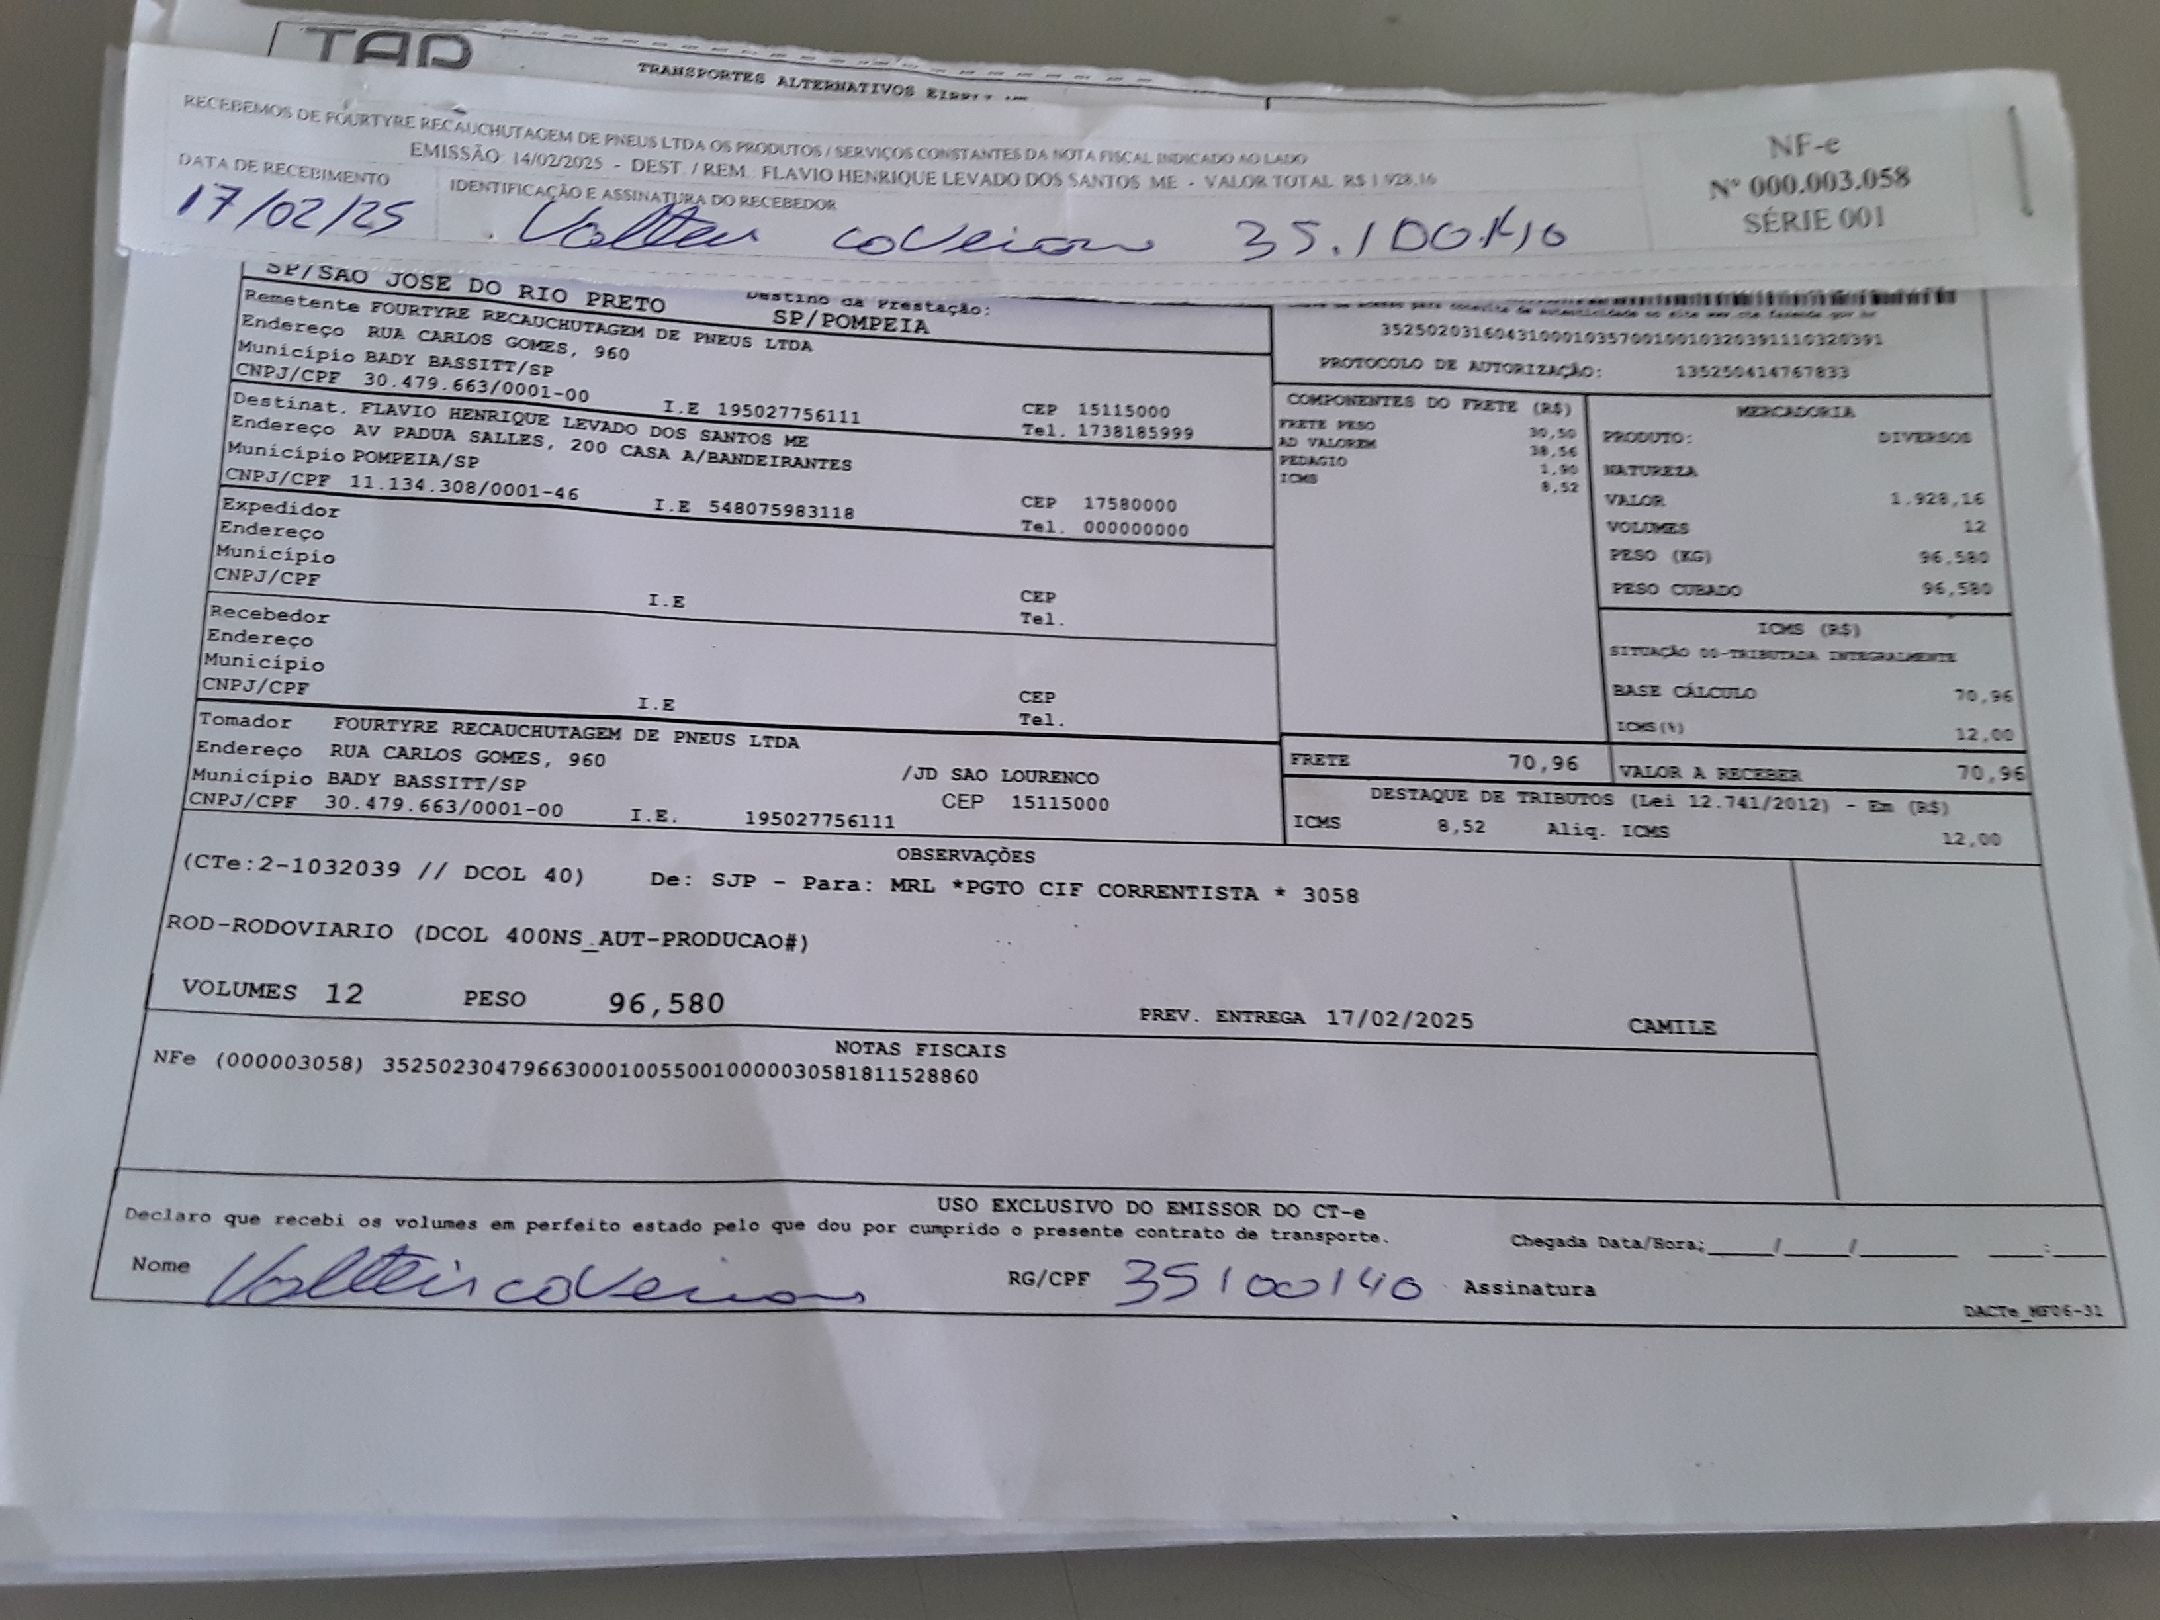 TAP
TRANSPORTES ALTERNATIVOS
RECEBEMOS DE FOURTYRE RECAUCHUTAGEM DE PNEUS LTDA OS PRODUTOS / SERVIÇOS CONSTANTES DA NOTA FISCAL INDICADO AO LADO
EMISSÃO: 14/02/2025 - DEST. / REM. FLAVIO HENRIQUE LEVADO DOS SANTOS ME - VALOR TOTAL R$ 1.928,16
NF-e
Nº 000.003.058
SÉRIE 001
DATA DE RECEBIMENTO
IDENTIFICAÇÃO E ASSINATURA DO RECEBEDOR
17/02/25
35.100.140
SP/SAO JOSE DO RIO PRETO
Destino da Prestação:
SP/POMPEIA
Remetente FOURTYRE RECAUCHUTAGEM DE PNEUS LTDA
Endereço RUA CARLOS GOMES, 960
Município BADY BASSITT/SP
CEP 15115000
CNPJ/CPF 30.479.663/0001-00 I.E 195027756111 Tel. 1738185999
Destinat. FLAVIO HENRIQUE LEVADO DOS SANTOS ME
Endereço AV PADUA SALLES, 200 CASA A/BANDEIRANTES
Município POMPEIA/SP CEP 17580000
CNPJ/CPF 11.134.308/0001-46 I.E 548075983118 Tel. 000000000
Expedidor
Endereço
Município CEP
CNPJ/CPF I.E Tel.
Recebedor
Endereço
Município CEP
CNPJ/CPF I.E Tel.
Tomador FOURTYRE RECAUCHUTAGEM DE PNEUS LTDA
Endereço RUA CARLOS GOMES, 960 /JD SAO LOURENCO
Município BADY BASSITT/SP CEP 15115000
CNPJ/CPF 30.479.663/0001-00 I.E. 195027756111
35250203160431000103570010010320391110320391
PROTOCOLO DE AUTORIZAÇÃO: 135250414767833
COMPONENTES DO FRETE (R$)
FRETE PESO 30,50
AD VALOREM 38,56
PEDAGIO 1,90
ICMS 8,52
MERCADORIA
PRODUTO: DIVERSOS
NATUREZA
VALOR 1.928,16
VOLUMES 12
PESO (KG) 96,580
PESO CUBADO 96,580
ICMS (R$)
SITUAÇÃO 00-TRIBUTADA INTEGRALMENTE
BASE CÁLCULO 70,96
ICMS(%) 12,00
FRETE 70,96 VALOR A RECEBER 70,96
DESTAQUE DE TRIBUTOS (Lei 12.741/2012) - Em (R$)
ICMS 8,52 Aliq. ICMS 12,00
OBSERVAÇÕES
(CTe:2-1032039 // DCOL 40) De: SJP - Para: MRL *PGTO CIF CORRENTISTA * 3058
ROD-RODOVIARIO (DCOL 400NS_AUT-PRODUCAO#)
VOLUMES 12 PESO 96,580 PREV. ENTREGA 17/02/2025 CAMILE
NOTAS FISCAIS
NFe (000003058) 35250230479663000100550010000030581811528860
USO EXCLUSIVO DO EMISSOR DO CT-e
Declaro que recebi os volumes em perfeito estado pelo que dou por cumprido o presente contrato de transporte.
Chegada Data/Hora: ____/____/______ ____:____
Nome RG/CPF 35100140 Assinatura
DACTe_MF06-31